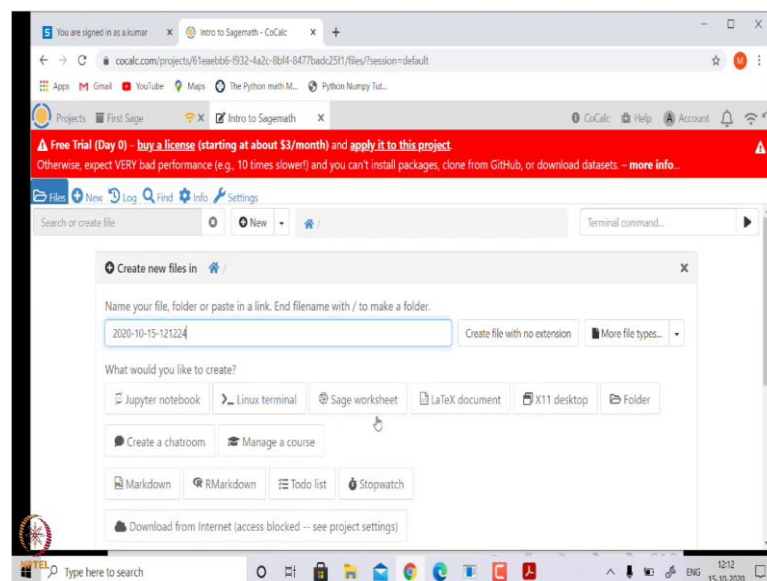 You are signed in as a.kumar
Intro to Sagemath - CoCalc
cocalc.com/projects/61eaebb6-f932-4a2c-8bf4-8477badc25f1/files/?session=default
M
Apps Gmail YouTube Maps The Python math M... Python Numpy Tut...
Projects First Sage Intro to Sagemath CoCalc Help Account
Free Trial (Day 0) – buy a license (starting at about $3/month) and apply it to this project.
Otherwise, expect VERY bad performance (e.g., 10 times slower!) and you can't install packages, clone from GitHub, or download datasets. – more info...
Files New Log Find Info Settings
Search or create file New / Terminal command...
Create new files in /
Name your file, folder or paste in a link. End filename with / to make a folder.
2020-10-15-121224 Create file with no extension More file types...
What would you like to create?
Jupyter notebook Linux terminal Sage worksheet LaTeX document X11 desktop Folder
Create a chatroom Manage a course
Markdown RMarkdown Todo list Stopwatch
Download from Internet (access blocked -- see project settings)
NPTEL
Type here to search ENG 12:12
15-10-2020